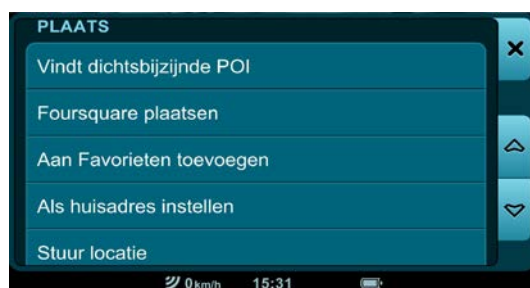 PLAATS
Vindt dichtsbijzijnde POI
Foursquare plaatsen
Aan Favorieten toevoegen
Als huisadres instellen
Stuur locatie
0 km/h 15:31